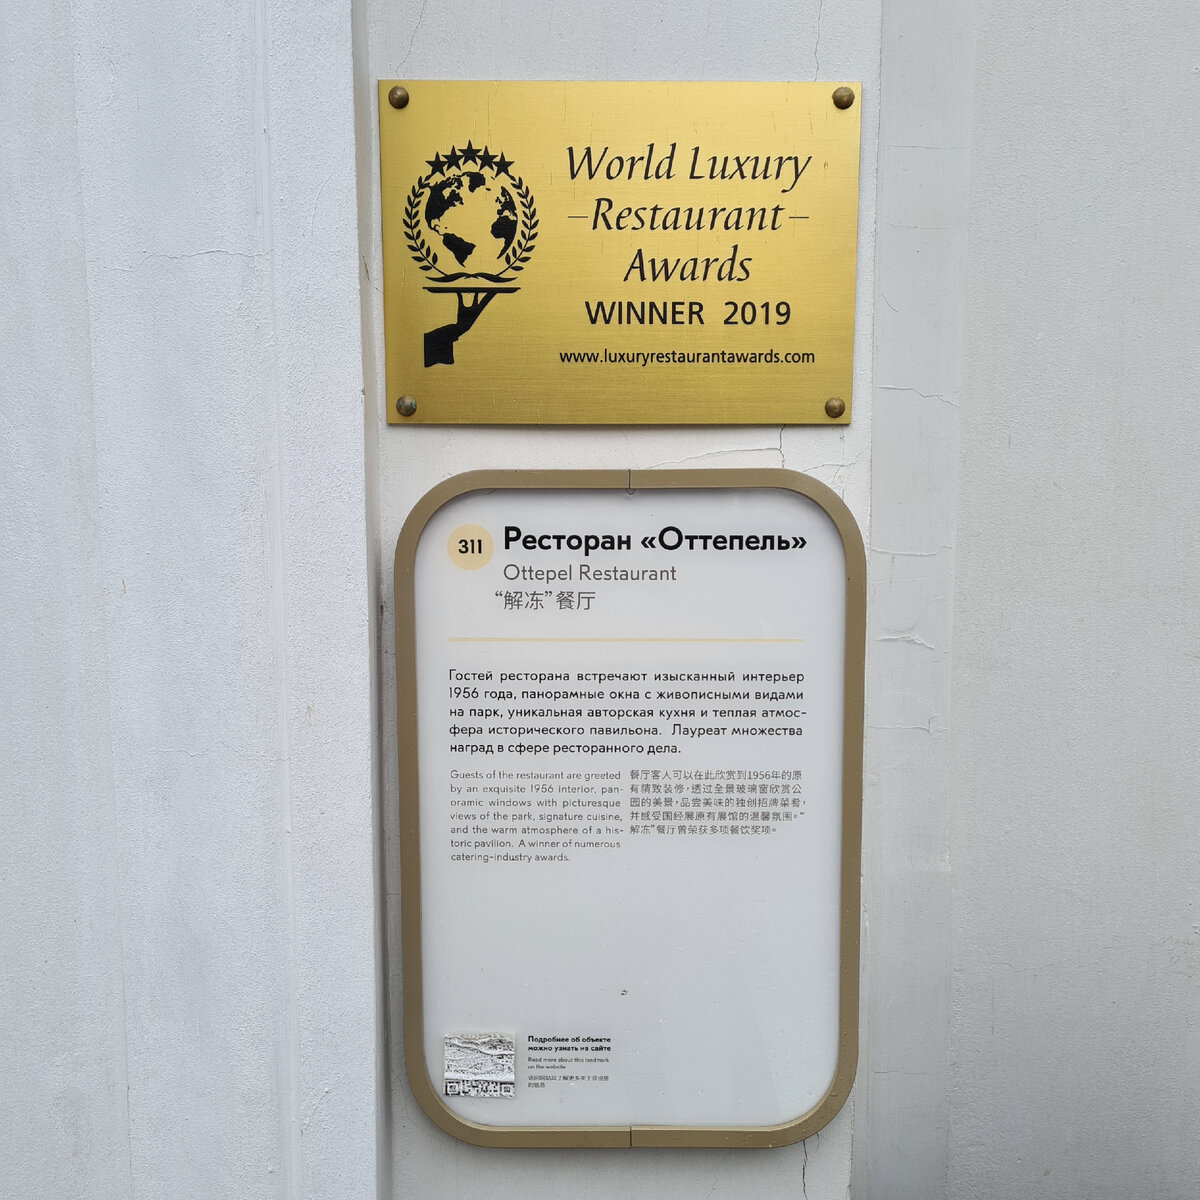 World Luxury
–Restaurant–
Awards
WINNER 2019
www.luxuryrestaurantawards.com
311
Ресторан «Оттепель»
Ottepel Restaurant
“解冻”餐厅
Гостей ресторана встречают изысканный интерьер
1956 года, панорамные окна с живописными видами
на парк, уникальная авторская кухня и теплая атмос-
фера исторического павильона. Лауреат множества
наград в сфере ресторанного дела.
Guests of the restaurant are greeted
by an exquisite 1956 interior, pan-
oramic windows with picturesque
views of the park, signature cuisine,
and the warm atmosphere of a his-
toric pavilion. A winner of numerous
catering-industry awards.
餐厅客人可以在此欣赏到1956年的原
有精致装修，透过全景玻璃窗欣赏公
园的美景，品尝美味的独创招牌菜肴，
并感受国经展原有展馆的温馨氛围。“
解冻”餐厅曾荣获多项餐饮奖项。
Подробнее об объекте
можно узнать на сайте
Read more about this landmark
on the website
的信息